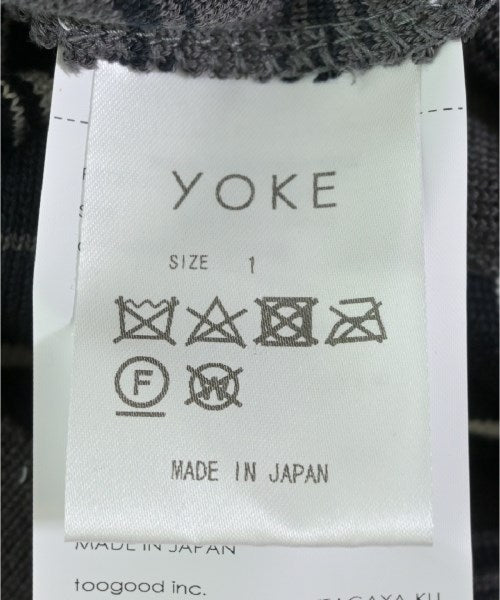 YOKE
SIZE 1
F
W
MADE IN JAPAN
MADE IN JAPAN
toogood inc.